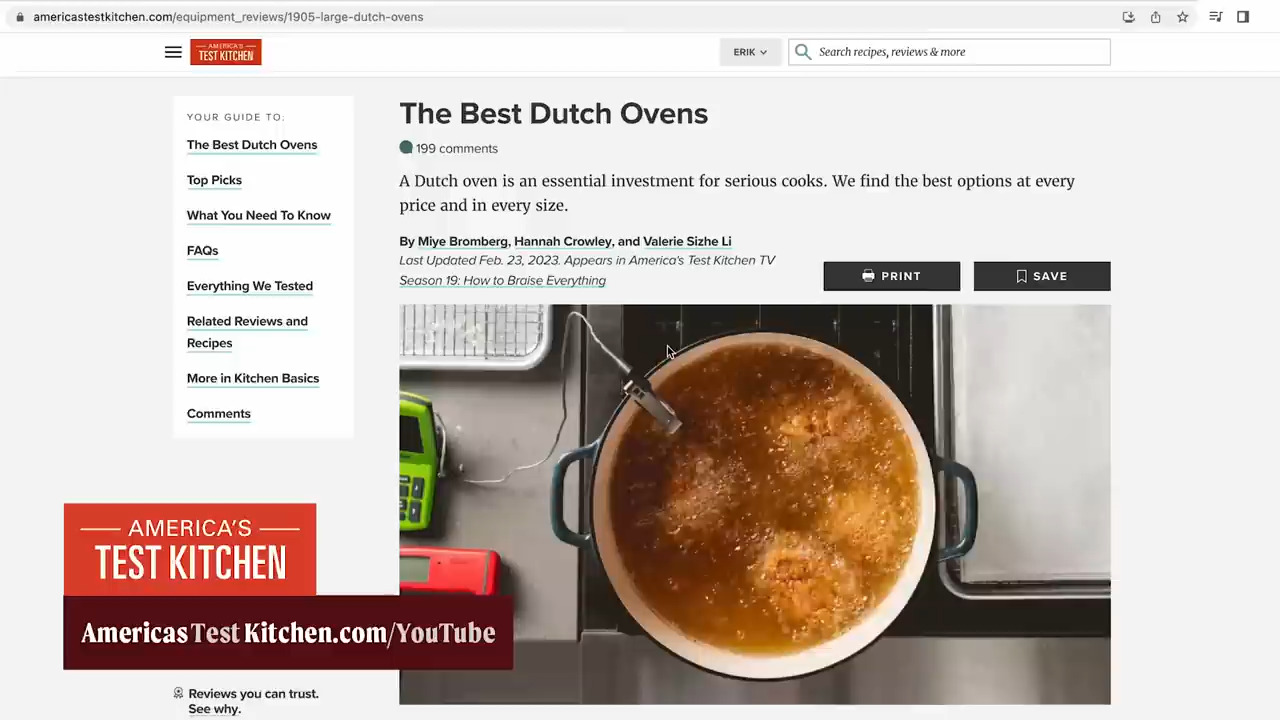 americastestkitchen.com/equipment_reviews/1905-large-dutch-ovens
AMERICA'S
TEST KITCHEN
ERIK
Search recipes, reviews & more
YOUR GUIDE TO:
The Best Dutch Ovens
Top Picks
What You Need To Know
FAQs
Everything We Tested
Related Reviews and
Recipes
More in Kitchen Basics
Comments
The Best Dutch Ovens
199 comments
A Dutch oven is an essential investment for serious cooks. We find the best options at every
price and in every size.
By Miye Bromberg, Hannah Crowley, and Valerie Sizhe Li
Last Updated Feb. 23, 2023. Appears in America's Test Kitchen TV
Season 19: How to Braise Everything
PRINT
SAVE
AMERICA'S
TEST KITCHEN
AmericasTestKitchen.com/YouTube
Reviews you can trust.
See why.